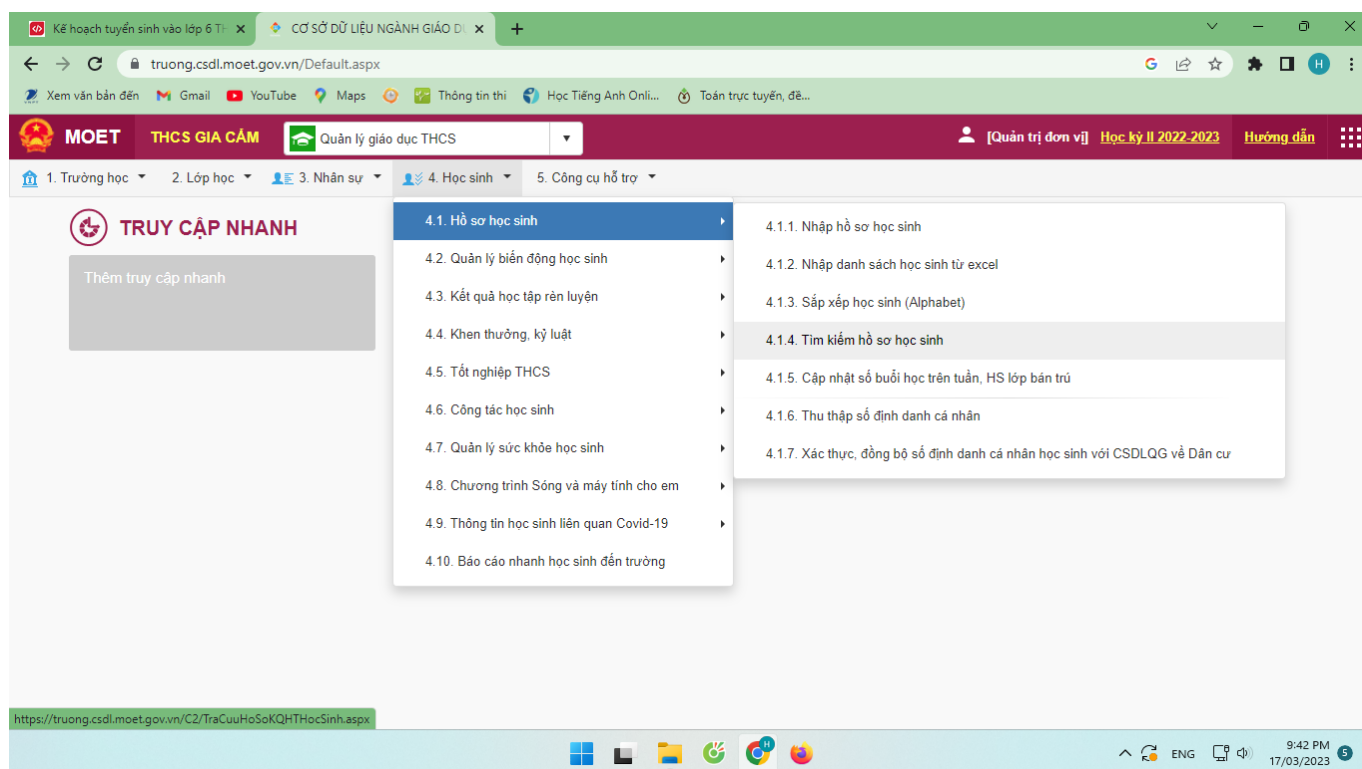 Kế hoạch tuyển sinh vào lớp 6 TH
CƠ SỞ DỮ LIỆU NGÀNH GIÁO DỤ
truong.csdl.moet.gov.vn/Default.aspx
G
H
Xem văn bản đến Gmail YouTube Maps Thông tin thi Học Tiếng Anh Onli... Toán trực tuyến, đề...
MOET THCS GIA CẨM Quản lý giáo dục THCS [Quản trị đơn vị] Học kỳ II 2022-2023 Hướng dẫn
1. Trường học 2. Lớp học 3. Nhân sự 4. Học sinh 5. Công cụ hỗ trợ
TRUY CẬP NHANH
Thêm truy cập nhanh
4.1. Hồ sơ học sinh
4.2. Quản lý biến động học sinh
4.3. Kết quả học tập rèn luyện
4.4. Khen thưởng, kỷ luật
4.5. Tốt nghiệp THCS
4.6. Công tác học sinh
4.7. Quản lý sức khỏe học sinh
4.8. Chương trình Sóng và máy tính cho em
4.9. Thông tin học sinh liên quan Covid-19
4.10. Báo cáo nhanh học sinh đến trường
4.1.1. Nhập hồ sơ học sinh
4.1.2. Nhập danh sách học sinh từ excel
4.1.3. Sắp xếp học sinh (Alphabet)
4.1.4. Tìm kiếm hồ sơ học sinh
4.1.5. Cập nhật số buổi học trên tuần, HS lớp bán trú
4.1.6. Thu thập số định danh cá nhân
4.1.7. Xác thực, đồng bộ số định danh cá nhân học sinh với CSDLQG về Dân cư
https://truong.csdl.moet.gov.vn/C2/TraCuuHoSoKQHTHocSinh.aspx
H
ENG
9:42 PM
17/03/2023
5